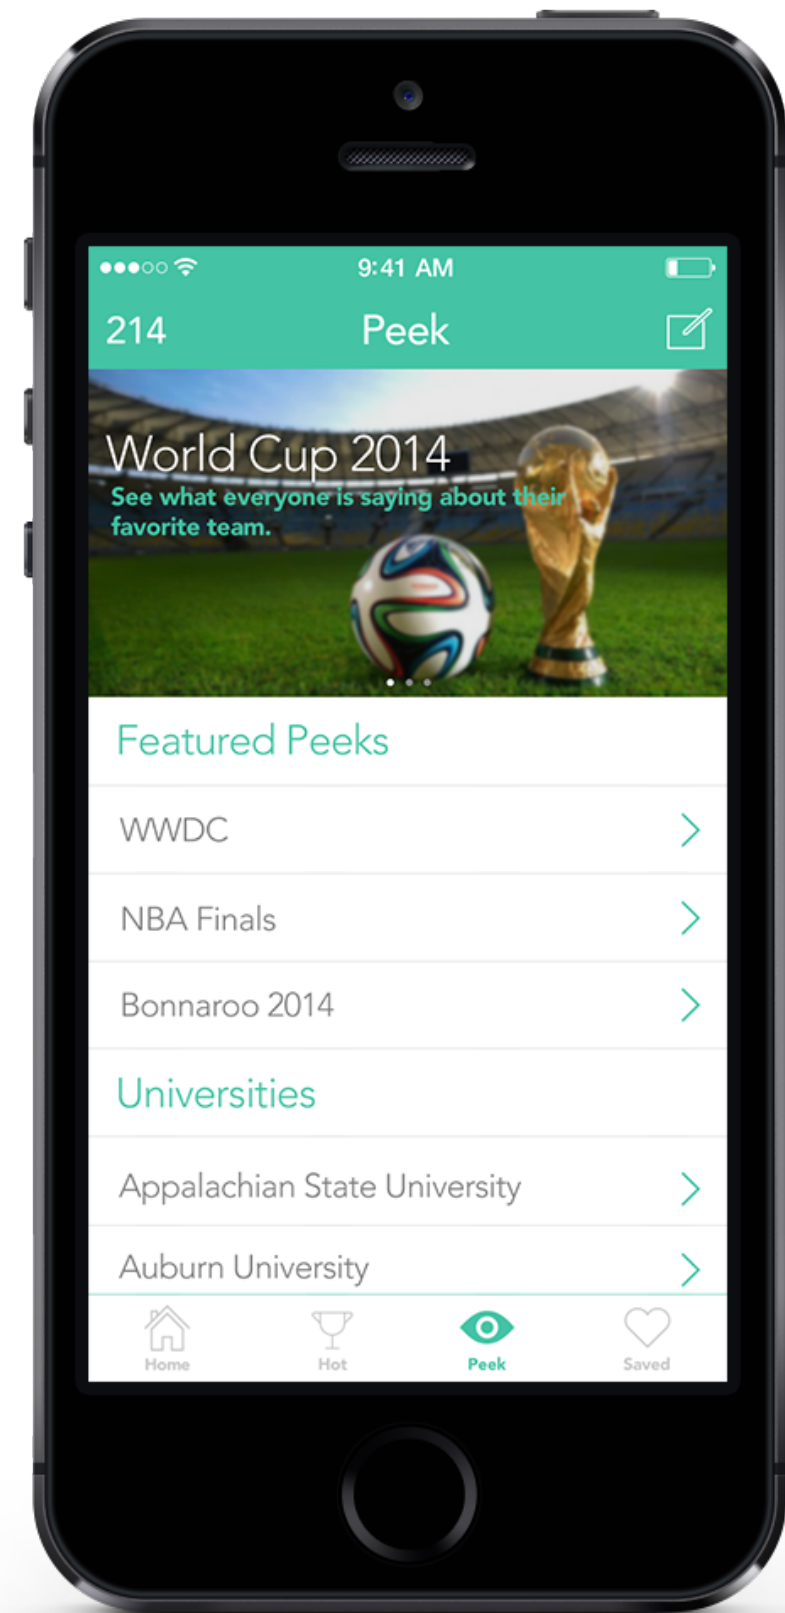 9:41 AM
214 Peek
World Cup 2014
See what everyone is saying about their
favorite team.
Featured Peeks
WWDC
NBA Finals
Bonnaroo 2014
Universities
Appalachian State University
Auburn University
Home Hot Peek Saved